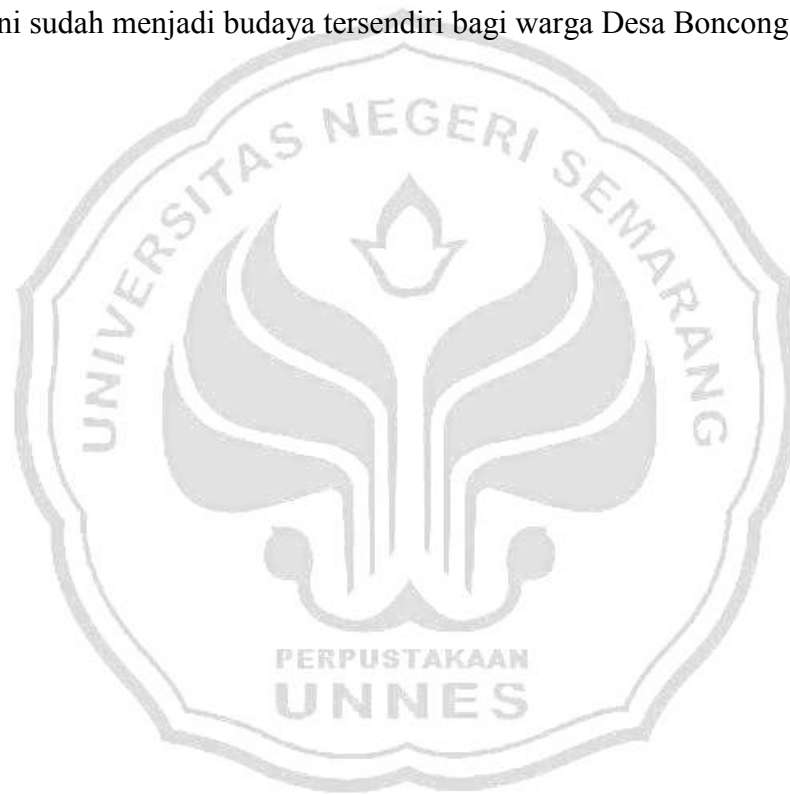 ni sudah menjadi budaya tersendiri bagi warga Desa Boncong
UNIVERSITAS NEGERI SEMARANG
PERPUSTAKAAN
UNNES